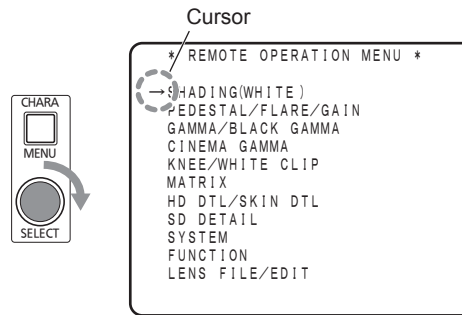 Cursor
* REMOTE OPERATION MENU *
→SHADING(WHITE)
PEDESTAL/FLARE/GAIN
GAMMA/BLACK GAMMA
CINEMA GAMMA
KNEE/WHITE CLIP
MATRIX
HD DTL/SKIN DTL
SD DETAIL
SYSTEM
FUNCTION
LENS FILE/EDIT
CHARA
MENU
SELECT